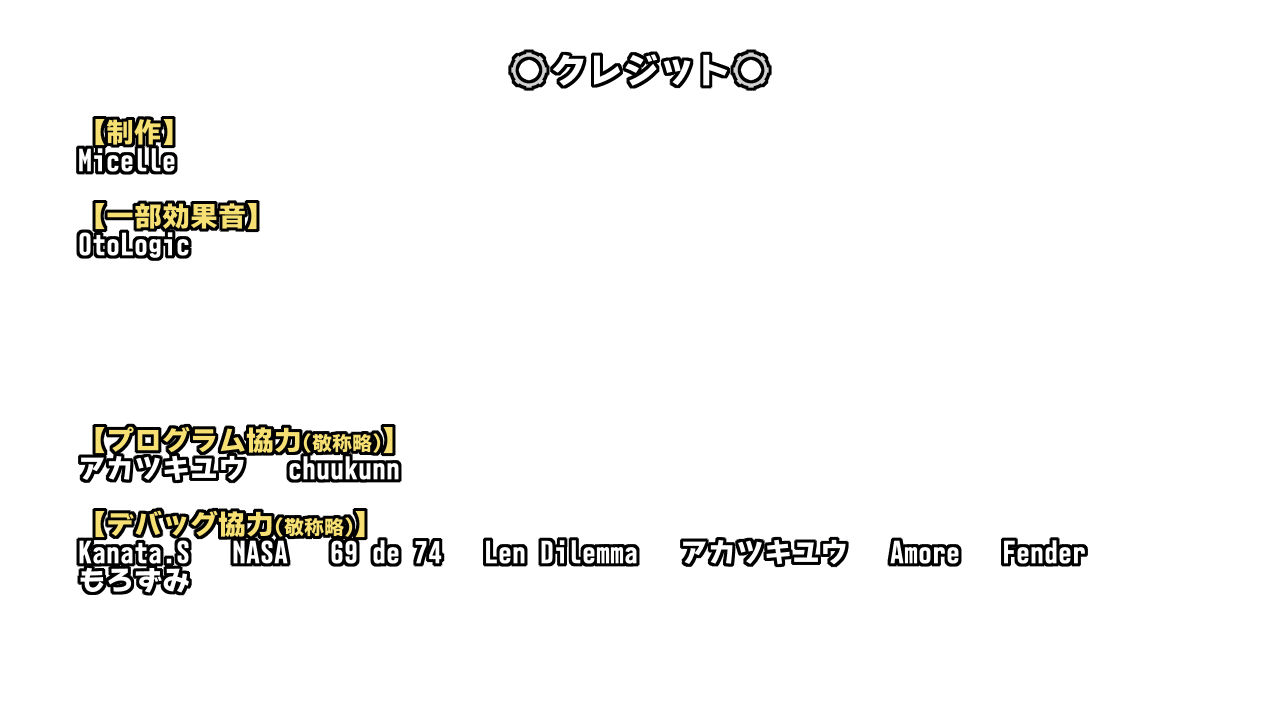 クレジット
【制作】
Micelle
【一部効果音】
OtoLogic
【プログラム協力(敬称略)】
アカツキユウ chuukunn
【デバッグ協力(敬称略)】
Kanata.S NASA 69 de 74 Len Dilemma アカツキユウ Amore Fender
もろずみ